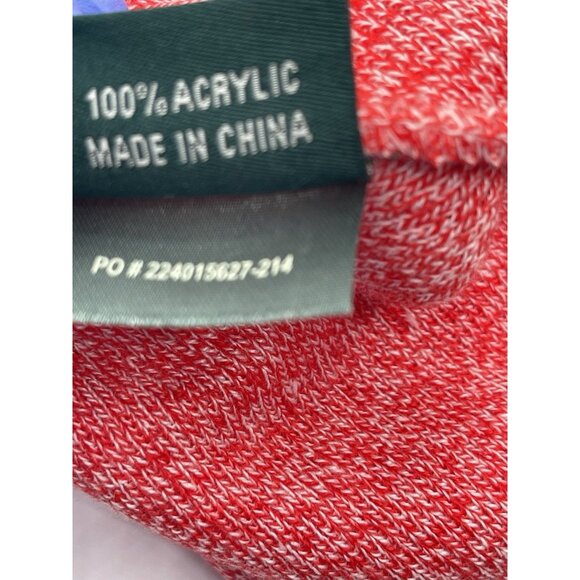 100% ACRYLIC
MADE IN CHINA
PO # 224015627-214